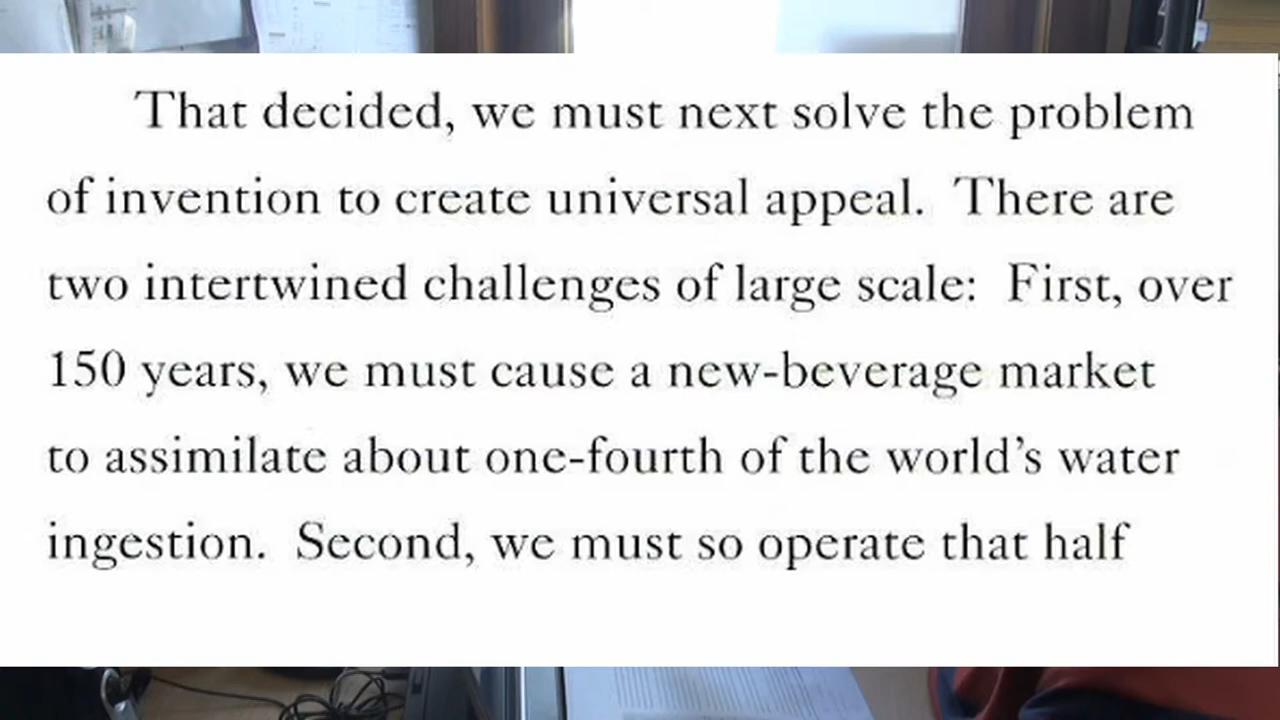 That decided, we must next solve the problem
of invention to create universal appeal.  There are
two intertwined challenges of large scale:  First, over
150 years, we must cause a new-beverage market
to assimilate about one-fourth of the world’s water
ingestion.  Second, we must so operate that half